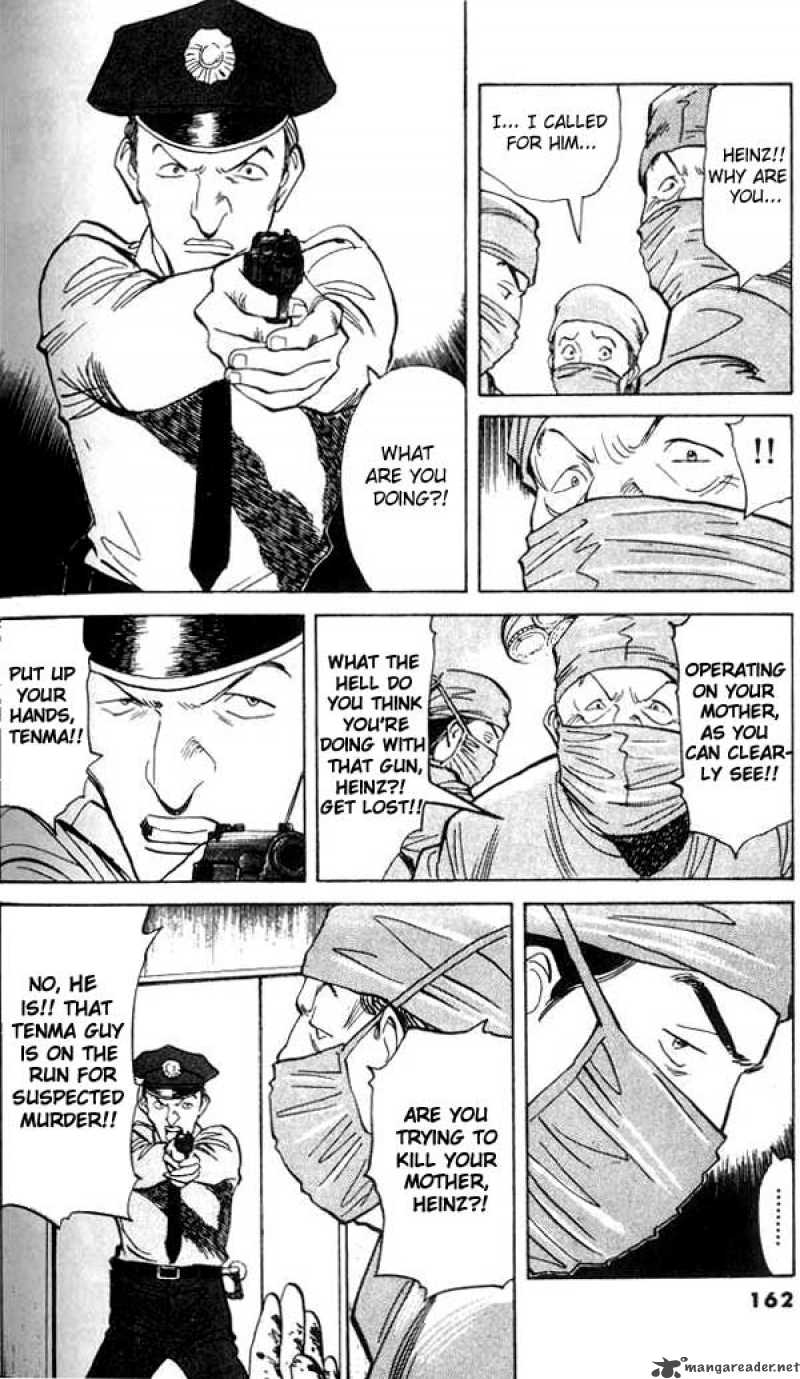 HEINZ!!
WHY ARE
YOU...
I... I CALLED
FOR HIM...
!!
WHAT
ARE YOU
DOING?!
OPERATING
ON YOUR
MOTHER,
AS YOU
CAN CLEAR-
LY SEE!!
WHAT THE
HELL DO
YOU THINK
YOU'RE
DOING WITH
THAT GUN,
HEINZ?!
GET LOST!!
PUT UP
YOUR
HANDS,
TENMA!!
.........
ARE YOU
TRYING TO
KILL YOUR
MOTHER,
HEINZ?!
NO, HE
IS!! THAT
TENMA GUY
IS ON THE
RUN FOR
SUSPECTED
MURDER!!
162
mangareader.net